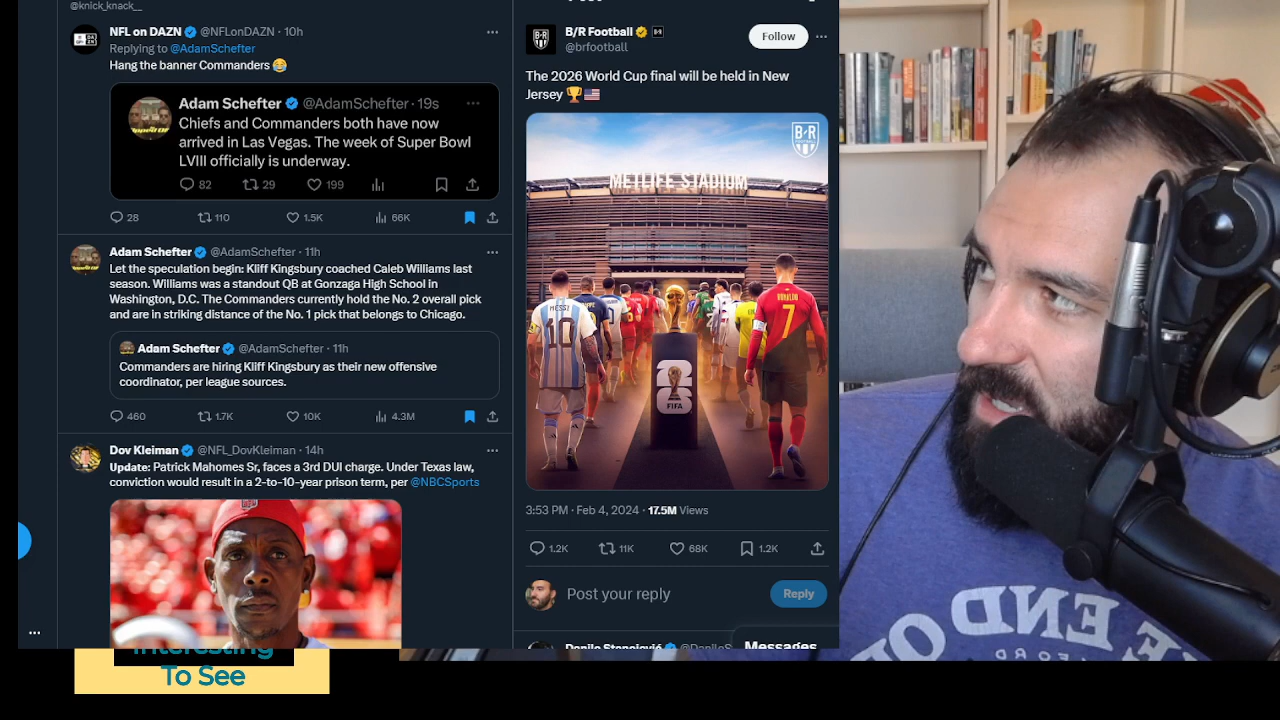 @knick_knack__
NFL on DAZN @NFLonDAZN · 10h
Replying to @AdamSchefter
Hang the banner Commanders 😂
Adam Schefter @AdamSchefter · 19s
Chiefs and Commanders both have now
arrived in Las Vegas. The week of Super Bowl
LVIII officially is underway.
82 29 199
28 110 1.5K 66K
Adam Schefter @AdamSchefter · 11h
Let the speculation begin: Kliff Kingsbury coached Caleb Williams last
season. Williams was a standout QB at Gonzaga High School in
Washington, D.C. The Commanders currently hold the No. 2 overall pick
and are in striking distance of the No. 1 pick that belongs to Chicago.
Adam Schefter @AdamSchefter · 11h
Commanders are hiring Kliff Kingsbury as their new offensive
coordinator, per league sources.
460 1.7K 10K 4.3M
Dov Kleiman @NFL_DovKleiman · 14h
Update: Patrick Mahomes Sr, faces a 3rd DUI charge. Under Texas law,
conviction would result in a 2-to-10-year prison term, per @NBCSports
Interesting
To See
B/R Football
@brfootball
Follow
The 2026 World Cup final will be held in New
Jersey 🏆🇺🇸
B R
METLIFE STADIUM
MESSI
10
RONALDO
7
26
FIFA
3:53 PM · Feb 4, 2024 · 17.5M Views
1.2K 11K 68K 1.2K
Post your reply
Reply
Danilo Stanojević @DaniloS
Messages
END OF